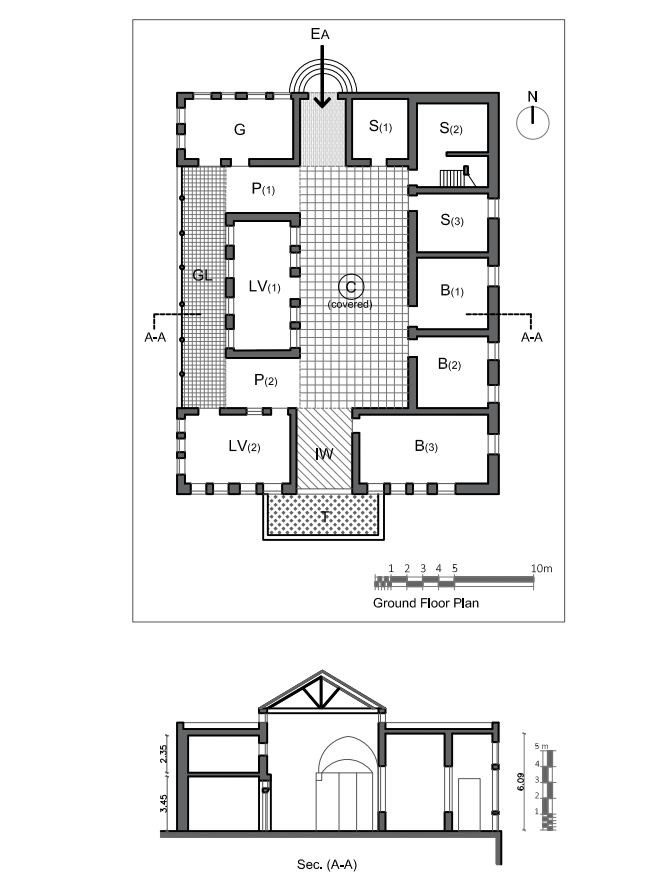 EA
N
G
S(1)
S(2)
P(1)
S(3)
GL
LV(1)
C
(covered)
B(1)
A-A
A-A
P(2)
B(2)
LV(2)
IW
B(3)
T
1 2 3 4 5 10m
Ground Floor Plan
2.35
3.45
6.09
5 m
4
3
2
1
Sec. (A-A)